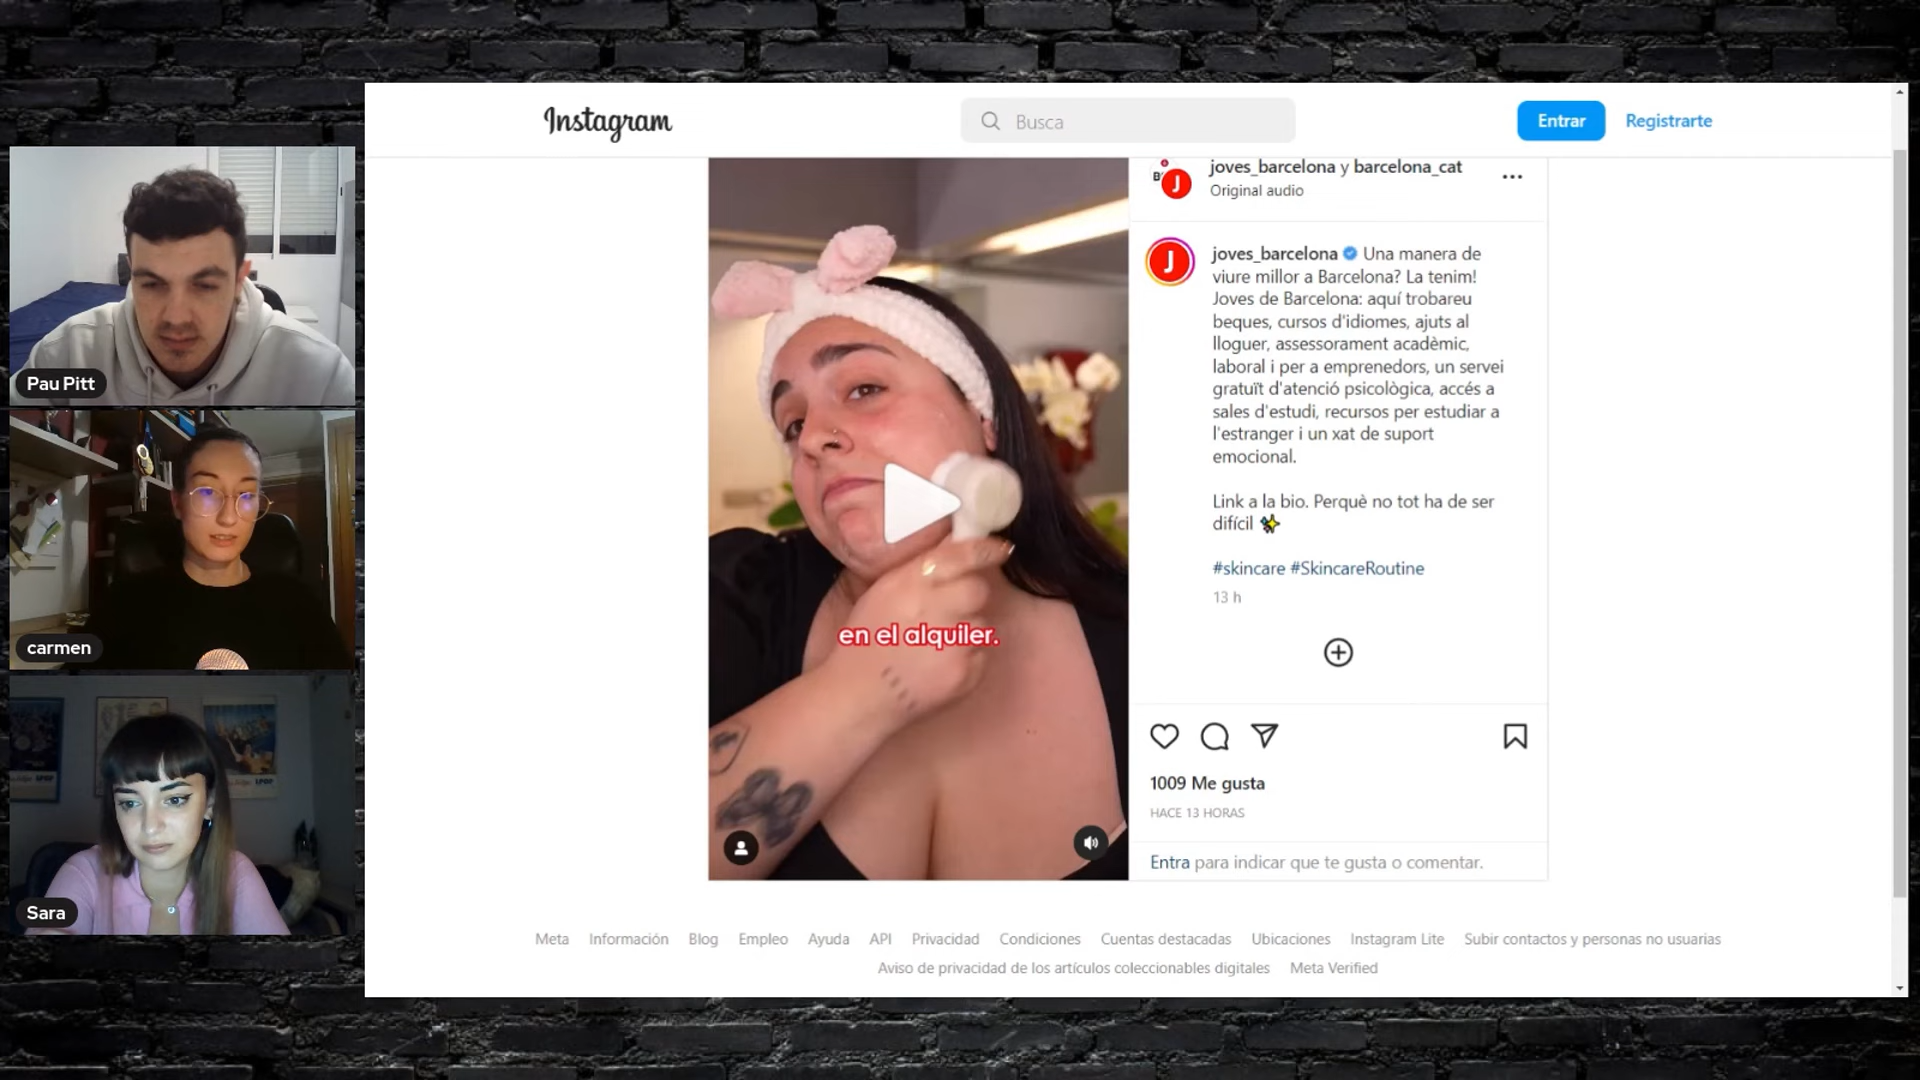 Instagram
Busca
Entrar
Registrarte
joves_barcelona y barcelona_cat
Original audio
J
J
joves_barcelona Una manera de
viure millor a Barcelona? La tenim!
Joves de Barcelona: aquí trobareu
beques, cursos d'idiomes, ajuts al
lloguer, assessorament acadèmic,
laboral i per a emprenedors, un servei
gratuït d'atenció psicològica, accés a
sales d'estudi, recursos per estudiar a
l'estranger i un xat de suport
emocional.
Link a la bio. Perquè no tot ha de ser
difícil ✨
#skincare #SkincareRoutine
13 h
en el alquiler.
1009 Me gusta
HACE 13 HORAS
Entra para indicar que te gusta o comentar.
Meta Información Blog Empleo Ayuda API Privacidad Condiciones Cuentas destacadas Ubicaciones Instagram Lite Subir contactos y personas no usuarias
Aviso de privacidad de los artículos coleccionables digitales Meta Verified
Pau Pitt
carmen
Sara